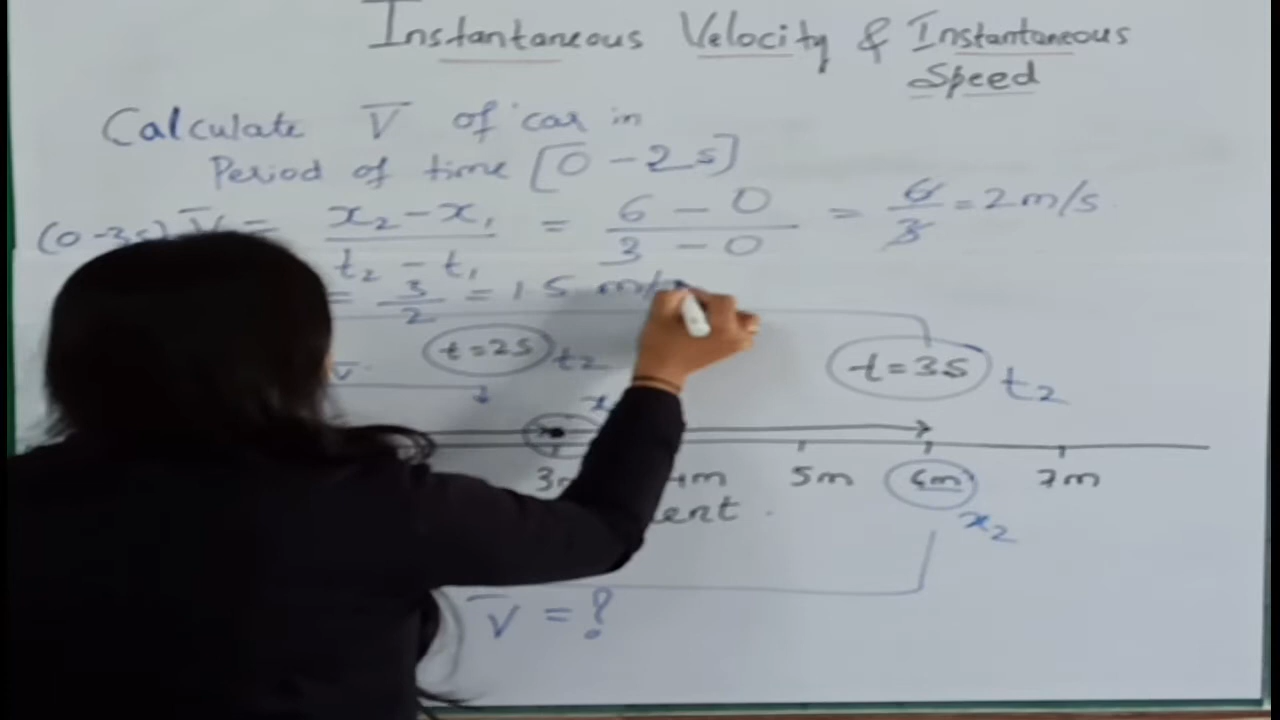 Instantaneous Velocity & Instantaneous
Speed
Calculate V̅ of car in
Period of time [0 - 2s]
(0-3s) V̅ = x₂ - x₁ / t₂ - t₁ = 6 - 0 / 3 - 0 = 6/3 = 2m/s
= 3/2 = 1.5 m/
V̅ t=2s t₂ t=3s t₂
x
3m 4m 5m 6m 7m
x₂
V̅ = ?